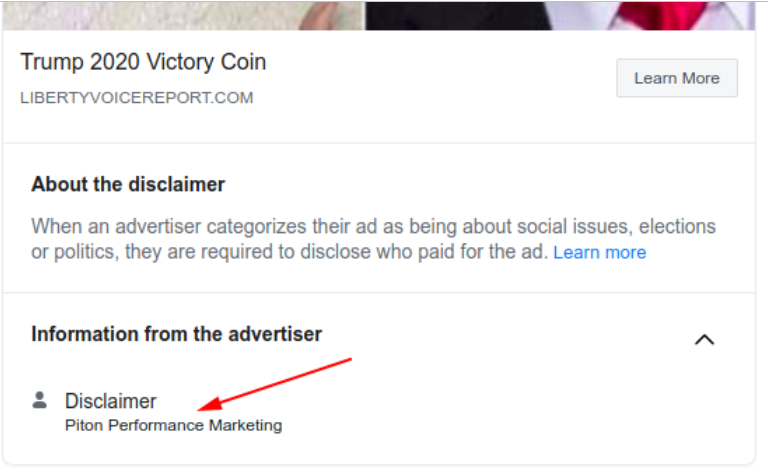 Trump 2020 Victory Coin
Learn More
LIBERTYVOICEREPORT.COM
About the disclaimer
When an advertiser categorizes their ad as being about social issues, elections
or politics, they are required to disclose who paid for the ad. Learn more
Information from the advertiser
Disclaimer
Piton Performance Marketing